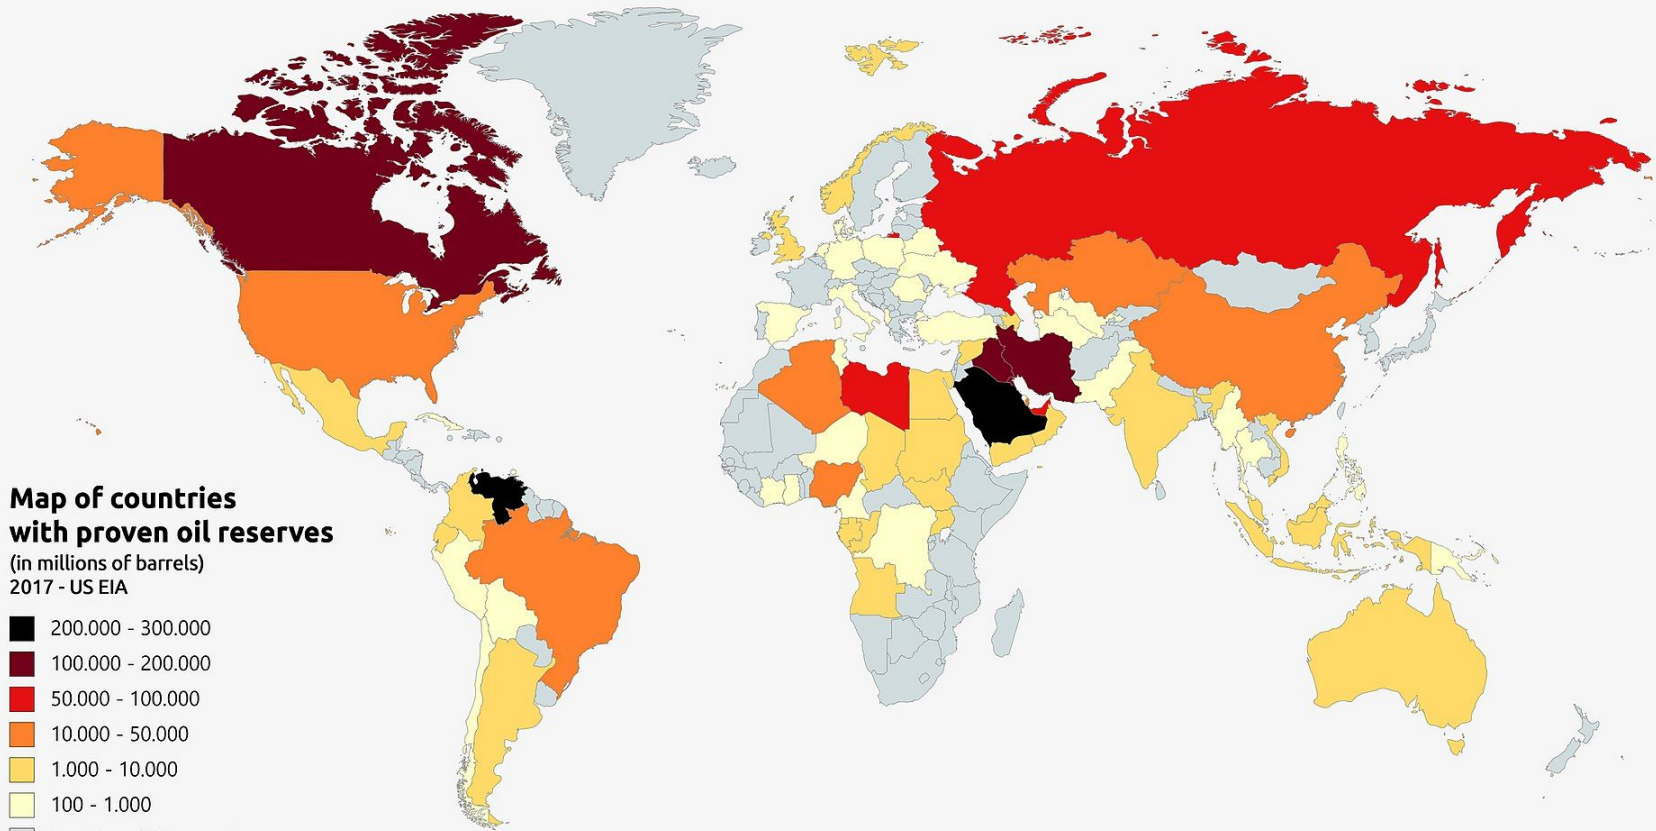 Map of countries
with proven oil reserves
(in millions of barrels)
2017 - US EIA
200.000 - 300.000
100.000 - 200.000
50.000 - 100.000
10.000 - 50.000
1.000 - 10.000
100 - 1.000